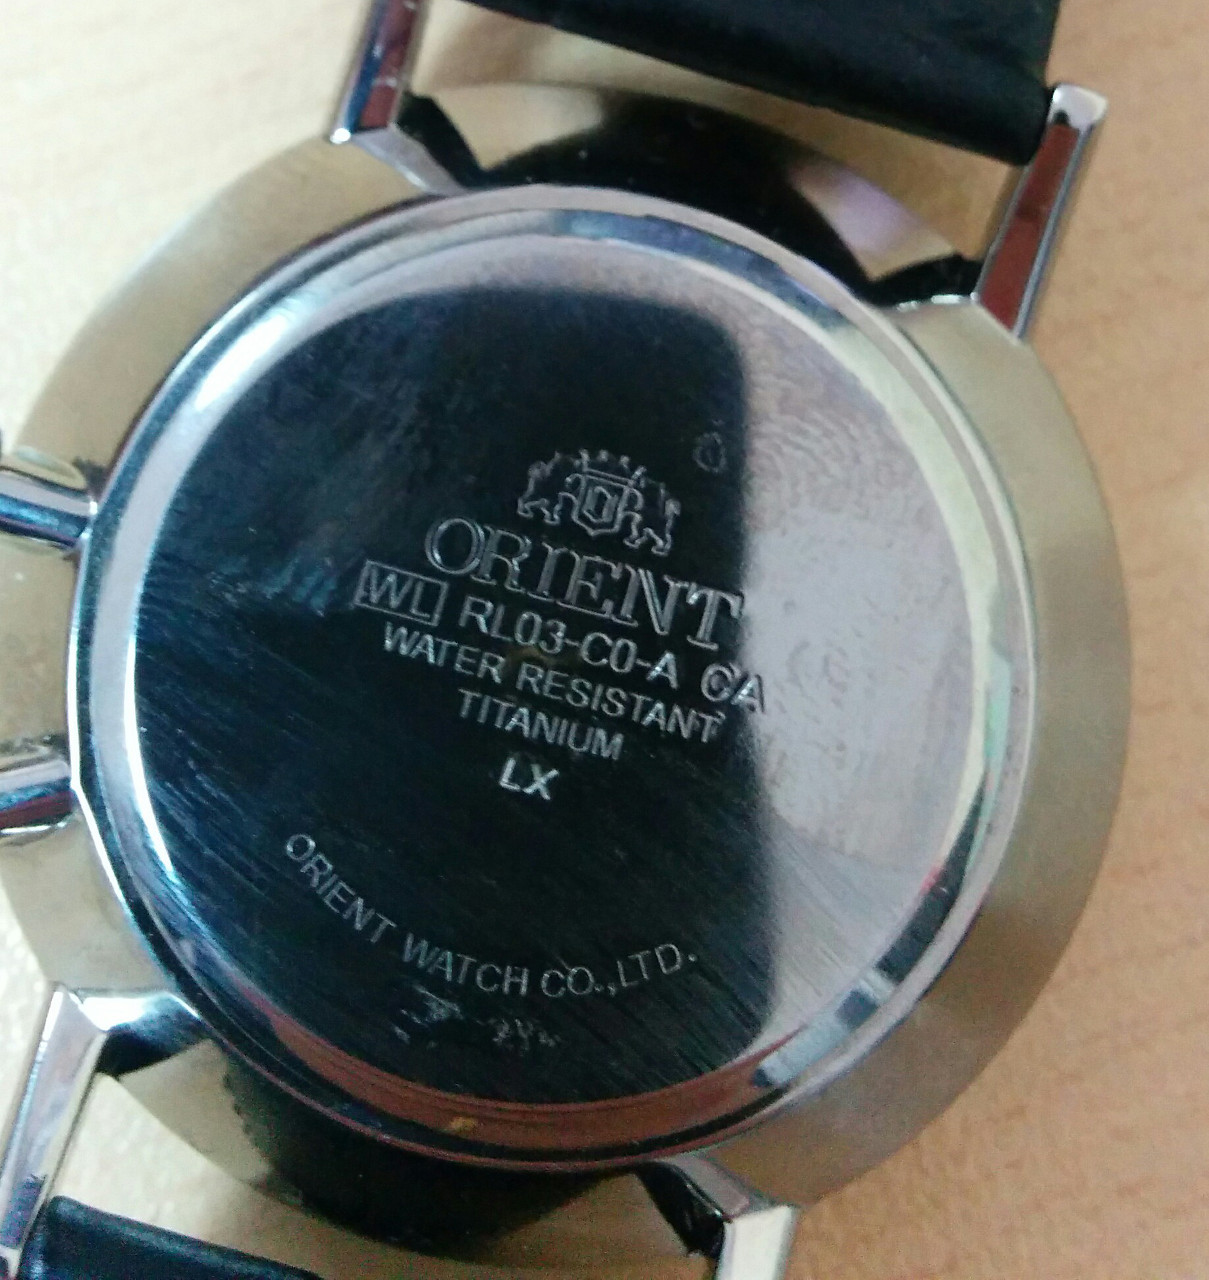 ORIENT
WL RL03-C0-A CA
WATER RESISTANT
TITANIUM
LX
ORIENT WATCH CO.,LTD.